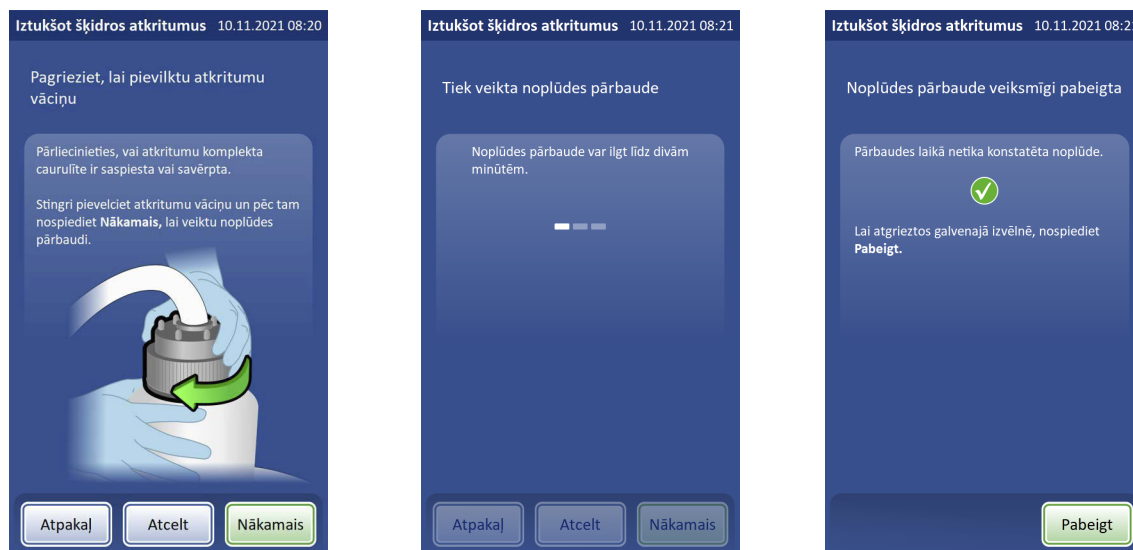 Iztukšot šķidros atkritumus 10.11.2021 08:20
Pagrieziet, lai pievilktu atkritumu
vāciņu
Pārliecinieties, vai atkritumu komplekta
caurulīte ir saspiesta vai savērpta.
Stingri pievelciet atkritumu vāciņu un pēc tam
nospiediet Nākamais, lai veiktu noplūdes
pārbaudi.
Atpakaļ Atcelt Nākamais
Iztukšot šķidros atkritumus 10.11.2021 08:21
Tiek veikta noplūdes pārbaude
Noplūdes pārbaude var ilgt līdz divām
minūtēm.
Atpakaļ Atcelt Nākamais
Iztukšot šķidros atkritumus 10.11.2021 08:2
Noplūdes pārbaude veiksmīgi pabeigta
Pārbaudes laikā netika konstatēta noplūde.
Lai atgrieztos galvenajā izvēlnē, nospiediet
Pabeigt.
Pabeigt